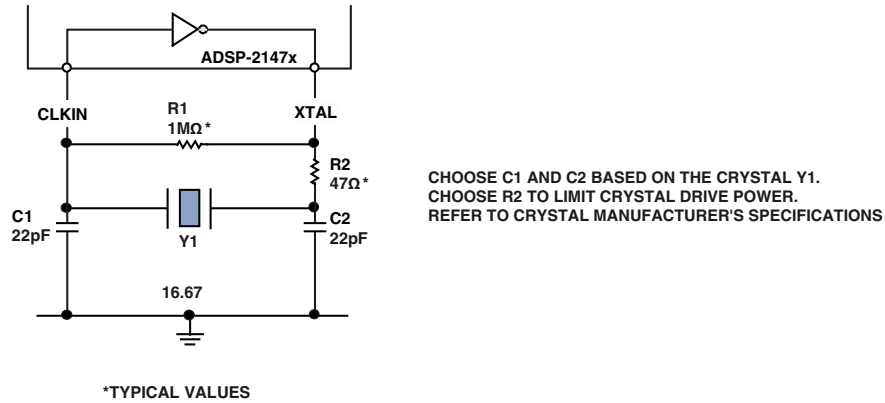 ADSP-2147x
CLKIN
XTAL
R1
1MΩ*
R2
47Ω*
C1
22pF
Y1
C2
22pF
16.67
CHOOSE C1 AND C2 BASED ON THE CRYSTAL Y1.
CHOOSE R2 TO LIMIT CRYSTAL DRIVE POWER.
REFER TO CRYSTAL MANUFACTURER'S SPECIFICATIONS
*TYPICAL VALUES